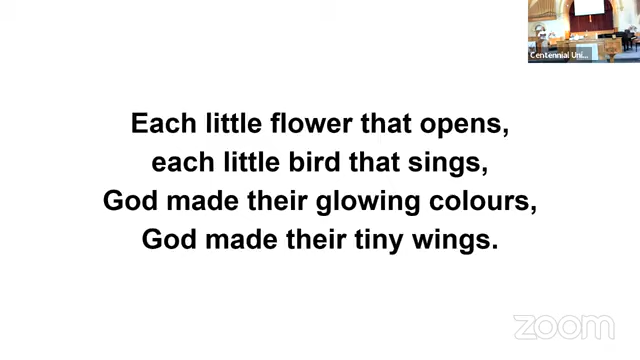 Centennial Uni...
Each little flower that opens,
each little bird that sings,
God made their glowing colours,
God made their tiny wings.
zoom